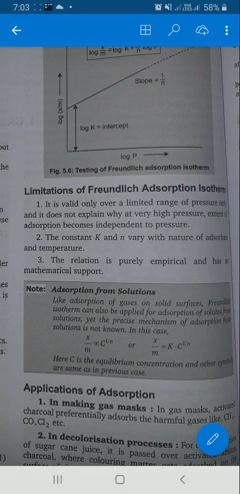 7:03
58%
log x/m = log K + 1/n log P
Slope = 1/n
log (x/m)
log K = intercept
log P
Fig. 5.6: Testing of Freundlich adsorption isotherm
Limitations of Freundlich Adsorption Isotherm
1. It is valid only over a limited range of pressure only
and it does not explain why at very high pressure, extent of
adsorption becomes independent to pressure.
2. The constant K and n vary with nature of adsorbate
and temperature.
3. The relation is purely empirical and has
mathematical support.
Note: Adsorption from Solutions
Like adsorption of gases on solid surfaces, Freundlich
isotherm can also be applied for adsorption of solutes from
solutions, yet the precise mechanism of adsorption from
solutions is not known. In this case,
x/m ∝ C^1/n or x/m = K·C^1/n
Here C is the equilibrium concentration and other symbols
are same as in previous case.
Applications of Adsorption
1. In making gas masks : In gas masks,
charcoal preferentially adsorbs the harmful gases like,
CO, Cl2 etc.
2. In decolorisation processes : For
of sugar cane juice, it is passed over
charcoal, where colouring